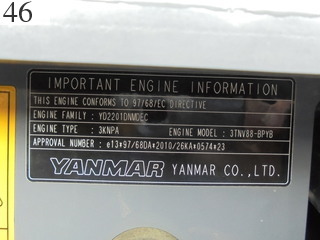 46
IMPORTANT ENGINE INFORMATION
THIS ENGINE CONFORMS TO 97/68/EC DIRECTIVE
ENGINE FAMILY : YD2201DNMDEC
ENGINE TYPE : 3KNPA ENGINE MODEL : 3TNV88-BPYB
APPROVAL NUMBER : e13*97/68DA*2010/26KA*0574*23
YANMAR YANMAR CO.,LTD.